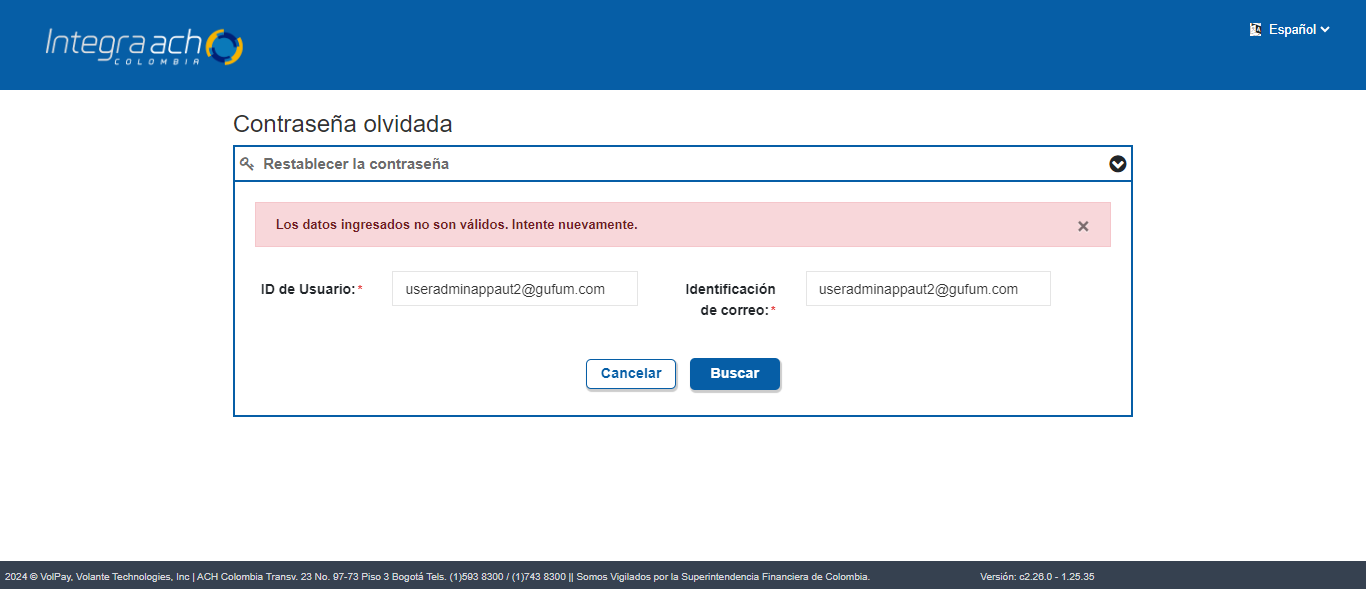 Integra ach
COLOMBIA
Español
Contraseña olvidada
Restablecer la contraseña
Los datos ingresados no son válidos. Intente nuevamente.
×
ID de Usuario:*
useradminappaut2@gufum.com
Identificación
de correo:*
useradminappaut2@gufum.com
Cancelar
Buscar
2024 © VolPay, Volante Technologies, Inc | ACH Colombia Transv. 23 No. 97-73 Piso 3 Bogotá Tels. (1)593 8300 / (1)743 8300 || Somos Vigilados por la Superintendencia Financiera de Colombia.
Versión: c2.26.0 - 1.25.35